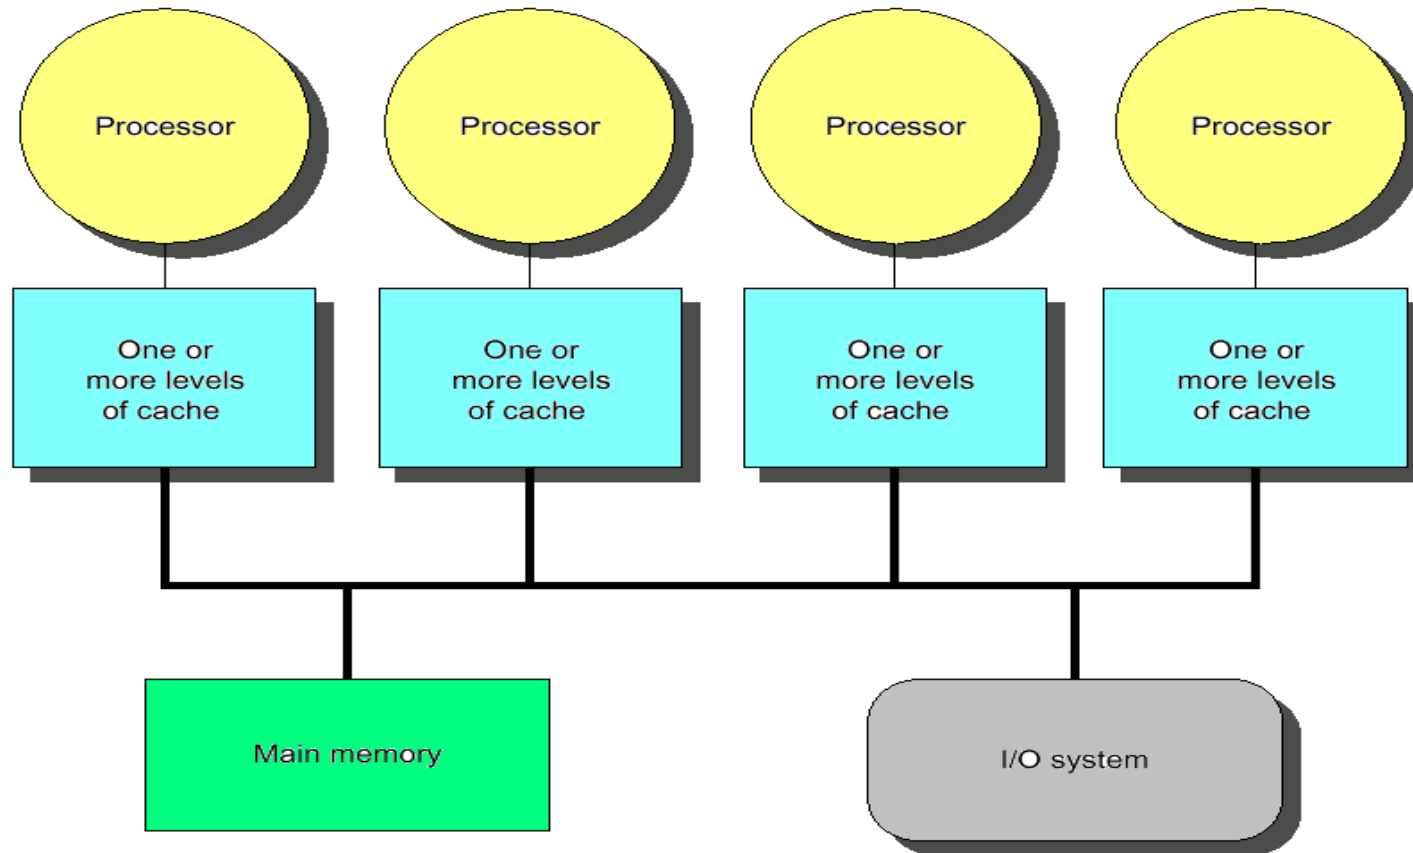 Processor
Processor
Processor
Processor
One or
more levels
of cache
One or
more levels
of cache
One or
more levels
of cache
One or
more levels
of cache
Main memory
I/O system